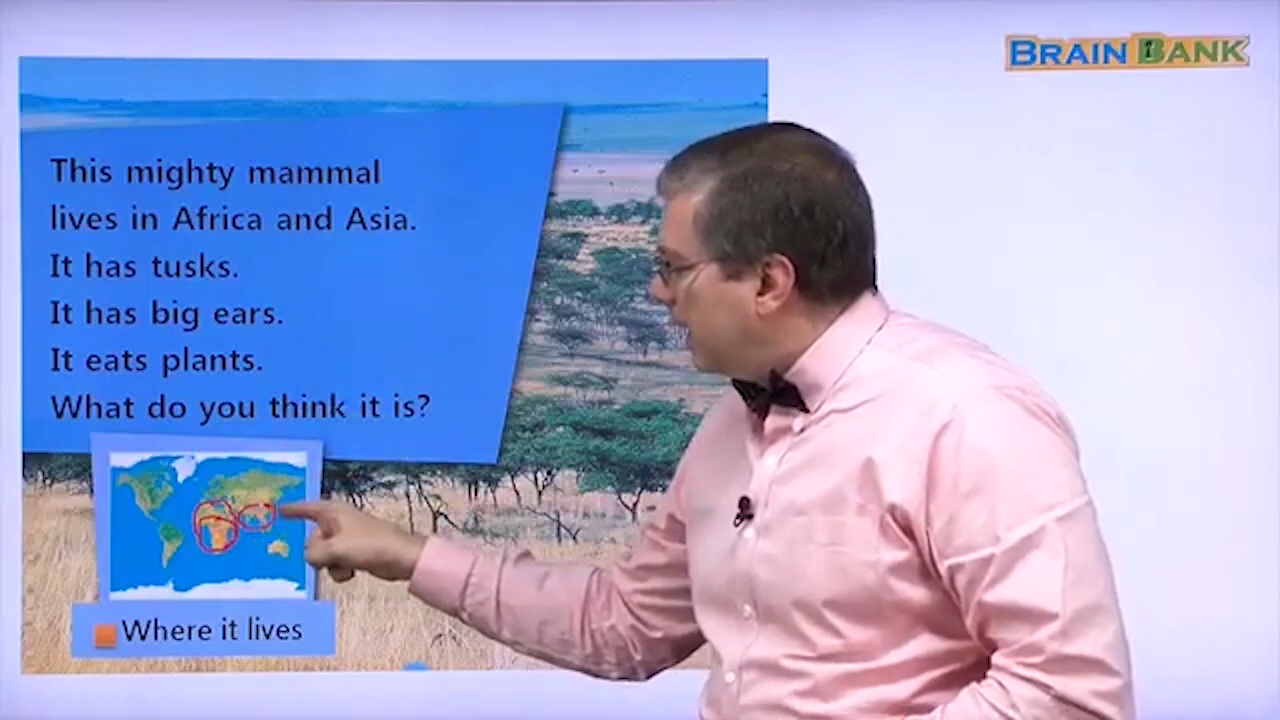 BRAIN BANK
This mighty mammal
lives in Africa and Asia.
It has tusks.
It has big ears.
It eats plants.
What do you think it is?
Where it lives